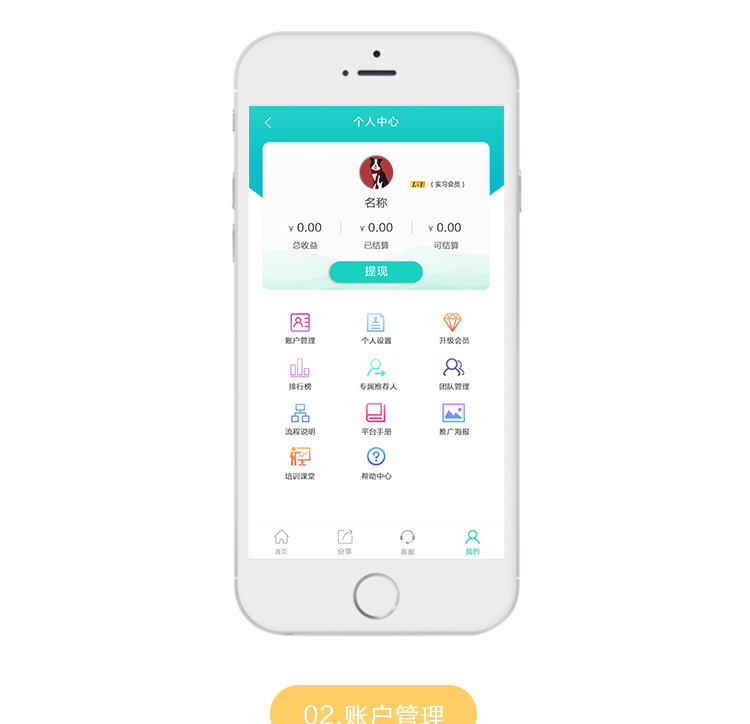 个人中心
Lv1 (实习会员)
名称
¥ 0.00 ¥ 0.00 ¥ 0.00
总收益 已结算 可结算
提现
账户管理 个人设置 升级会员
排行榜 专属推荐人 团队管理
流程说明 平台手册 推广海报
培训课堂 帮助中心
首页 分享 客服 我的
02.账户管理